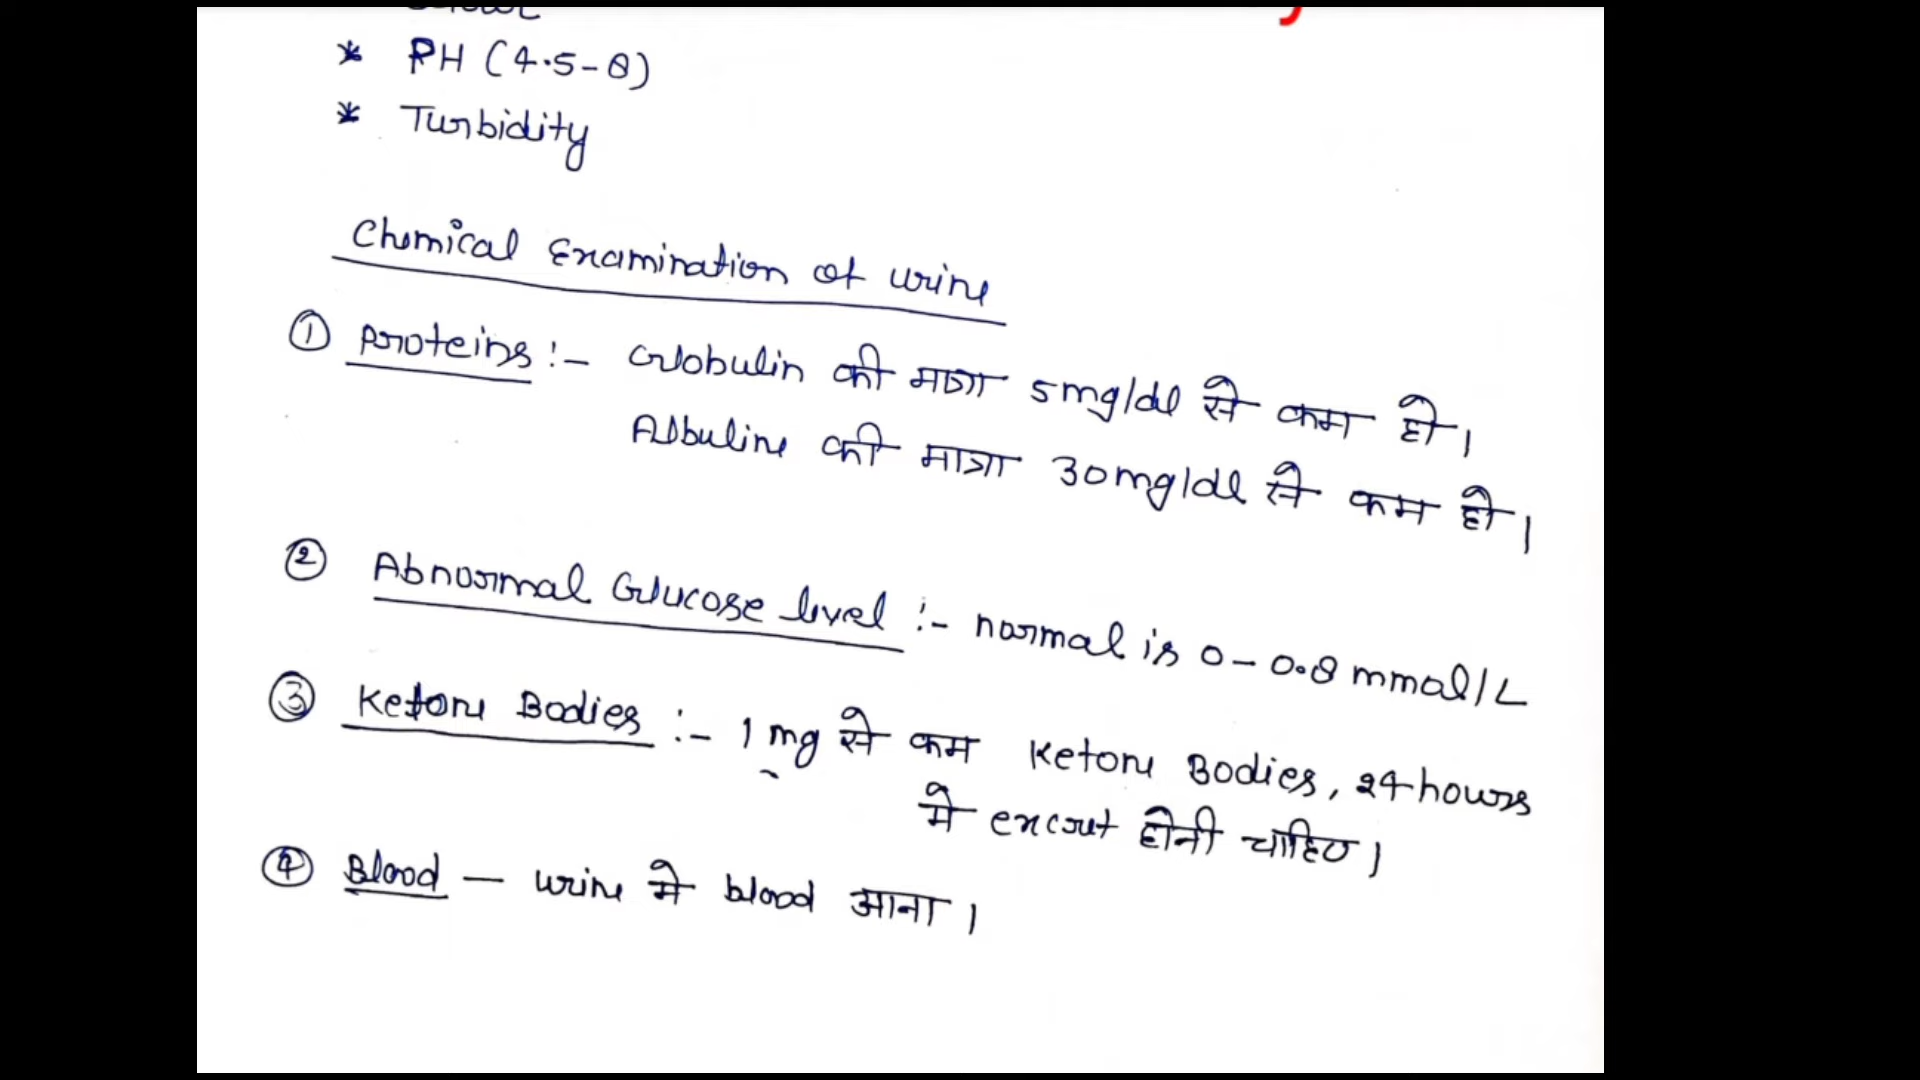 * PH (4.5-8)
* Turbidity
Chemical Examination of urine
① Proteins :- Globulin की मात्रा 5mg/dl से कम हो।
Albuline की मात्रा 30mg/dl से कम हो।
② Abnormal Glucose level :- normal is 0-0.8 mmol/L
③ Ketone Bodies :- 1 mg से कम Ketone Bodies, 24 hours
मे excret होनी चाहिए।
④ Blood - urine मे blood आना।